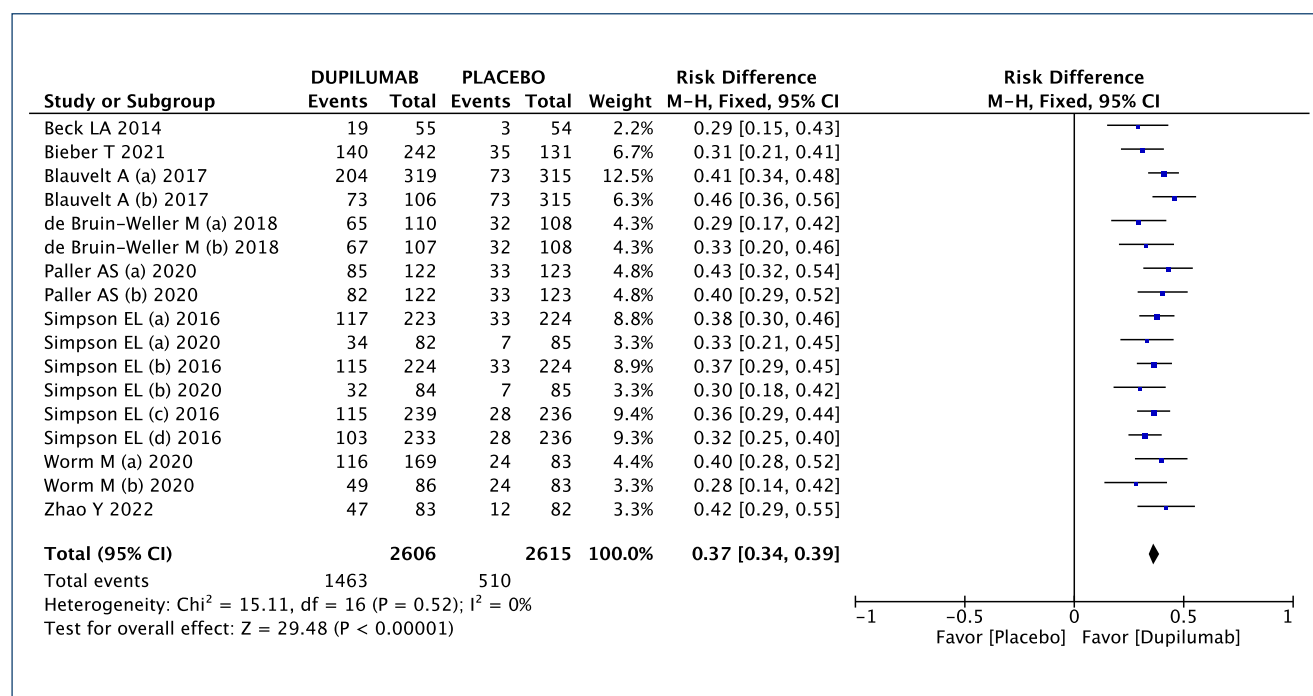 DUPILUMAB PLACEBO Risk Difference Risk Difference
Study or Subgroup Events Total Events Total Weight M-H, Fixed, 95% CI M-H, Fixed, 95% CI
Beck LA 2014 19 55 3 54 2.2% 0.29 [0.15, 0.43]
Bieber T 2021 140 242 35 131 6.7% 0.31 [0.21, 0.41]
Blauvelt A (a) 2017 204 319 73 315 12.5% 0.41 [0.34, 0.48]
Blauvelt A (b) 2017 73 106 73 315 6.3% 0.46 [0.36, 0.56]
de Bruin-Weller M (a) 2018 65 110 32 108 4.3% 0.29 [0.17, 0.42]
de Bruin-Weller M (b) 2018 67 107 32 108 4.3% 0.33 [0.20, 0.46]
Paller AS (a) 2020 85 122 33 123 4.8% 0.43 [0.32, 0.54]
Paller AS (b) 2020 82 122 33 123 4.8% 0.40 [0.29, 0.52]
Simpson EL (a) 2016 117 223 33 224 8.8% 0.38 [0.30, 0.46]
Simpson EL (a) 2020 34 82 7 85 3.3% 0.33 [0.21, 0.45]
Simpson EL (b) 2016 115 224 33 224 8.9% 0.37 [0.29, 0.45]
Simpson EL (b) 2020 32 84 7 85 3.3% 0.30 [0.18, 0.42]
Simpson EL (c) 2016 115 239 28 236 9.4% 0.36 [0.29, 0.44]
Simpson EL (d) 2016 103 233 28 236 9.3% 0.32 [0.25, 0.40]
Worm M (a) 2020 116 169 24 83 4.4% 0.40 [0.28, 0.52]
Worm M (b) 2020 49 86 24 83 3.3% 0.28 [0.14, 0.42]
Zhao Y 2022 47 83 12 82 3.3% 0.42 [0.29, 0.55]
Total (95% CI) 2606 2615 100.0% 0.37 [0.34, 0.39]
Total events 1463 510
Heterogeneity: Chi² = 15.11, df = 16 (P = 0.52); I² = 0%
Test for overall effect: Z = 29.48 (P < 0.00001)
-1 -0.5 0 0.5 1
Favor [Placebo] Favor [Dupilumab]